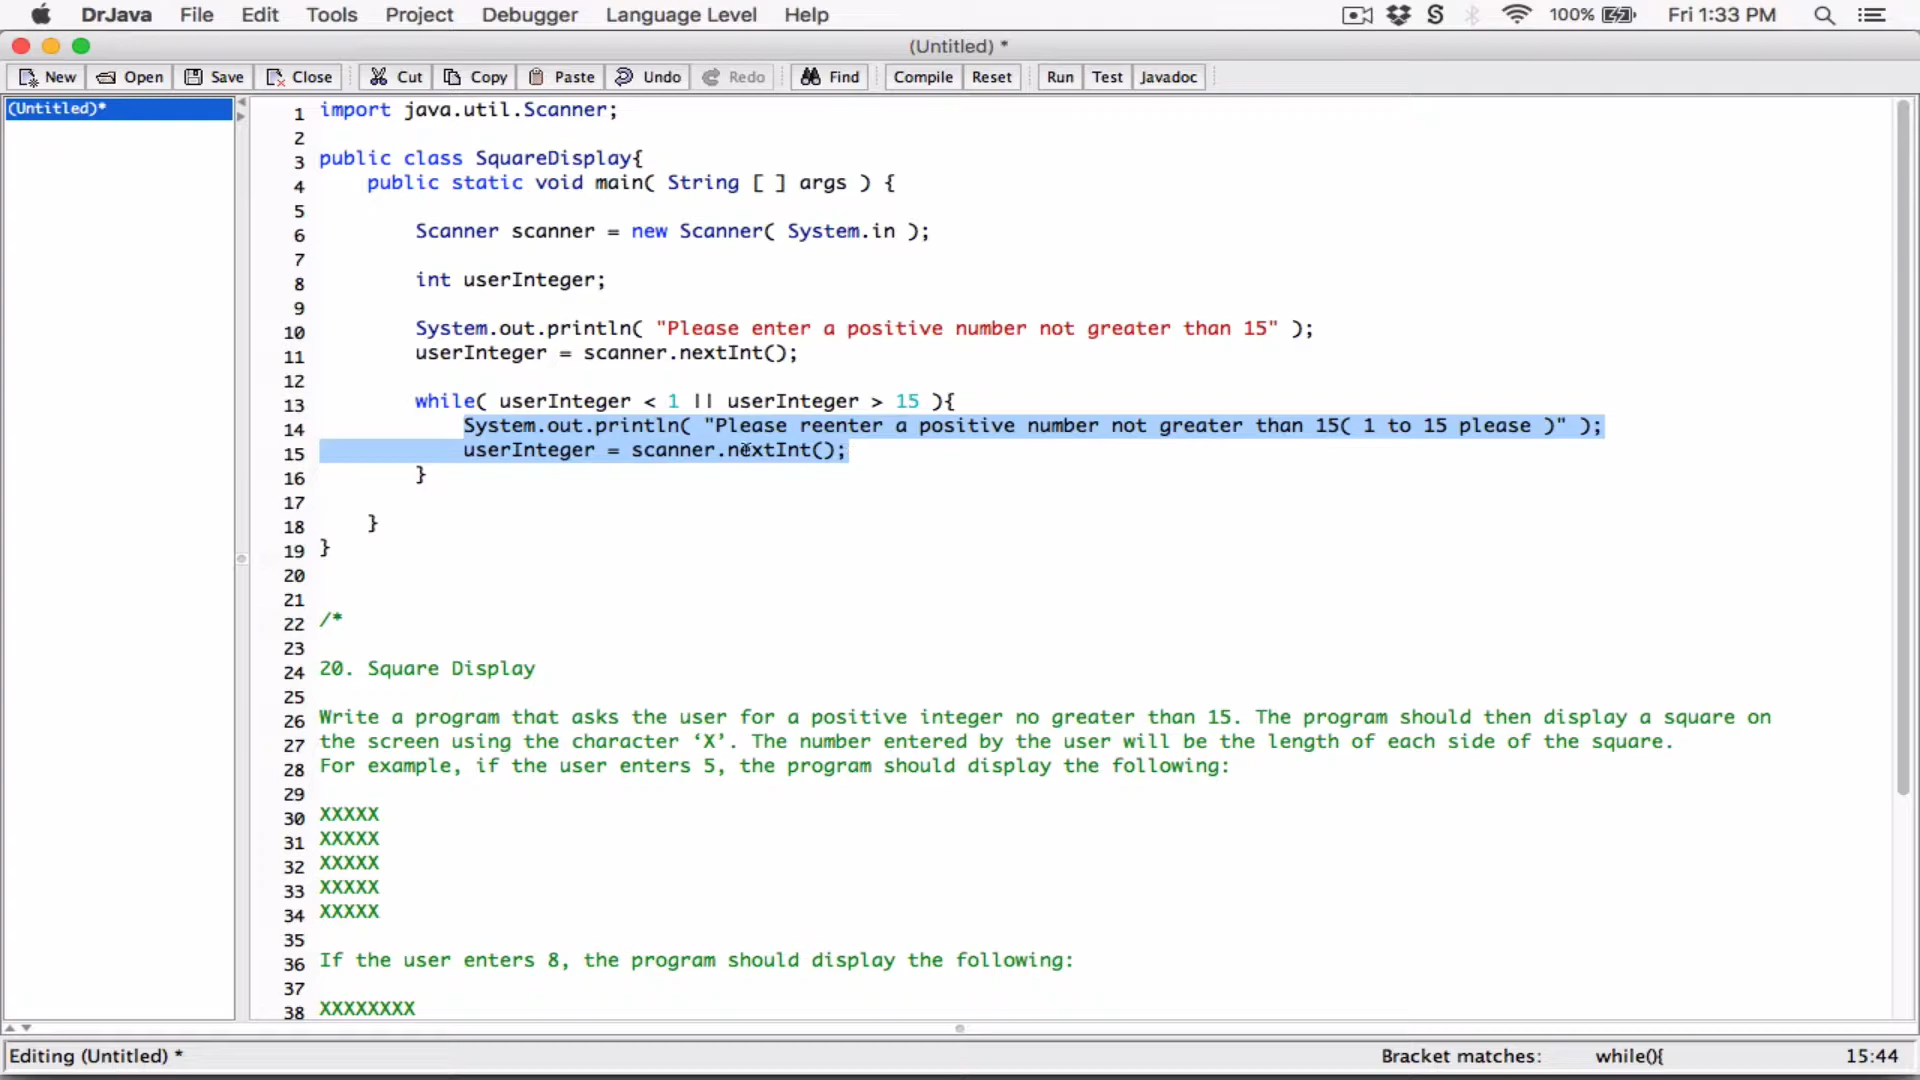 DrJava File Edit Tools Project Debugger Language Level Help 100% Fri 1:33 PM
(Untitled) *
New Open Save Close Cut Copy Paste Undo Redo Find Compile Reset Run Test Javadoc
(Untitled)*
1 import java.util.Scanner;
2
3 public class SquareDisplay{
4 public static void main( String [ ] args ) {
5
6 Scanner scanner = new Scanner( System.in );
7
8 int userInteger;
9
10 System.out.println( "Please enter a positive number not greater than 15" );
11 userInteger = scanner.nextInt();
12
13 while( userInteger < 1 || userInteger > 15 ){
14 System.out.println( "Please reenter a positive number not greater than 15( 1 to 15 please )" );
15 userInteger = scanner.nextInt();
16 }
17
18 }
19 }
20
21
22 /*
23
24 20. Square Display
25
26 Write a program that asks the user for a positive integer no greater than 15. The program should then display a square on
27 the screen using the character ‘X’. The number entered by the user will be the length of each side of the square.
28 For example, if the user enters 5, the program should display the following:
29
30 XXXXX
31 XXXXX
32 XXXXX
33 XXXXX
34 XXXXX
35
36 If the user enters 8, the program should display the following:
37
38 XXXXXXXX
Editing (Untitled) * Bracket matches: while(){ 15:44